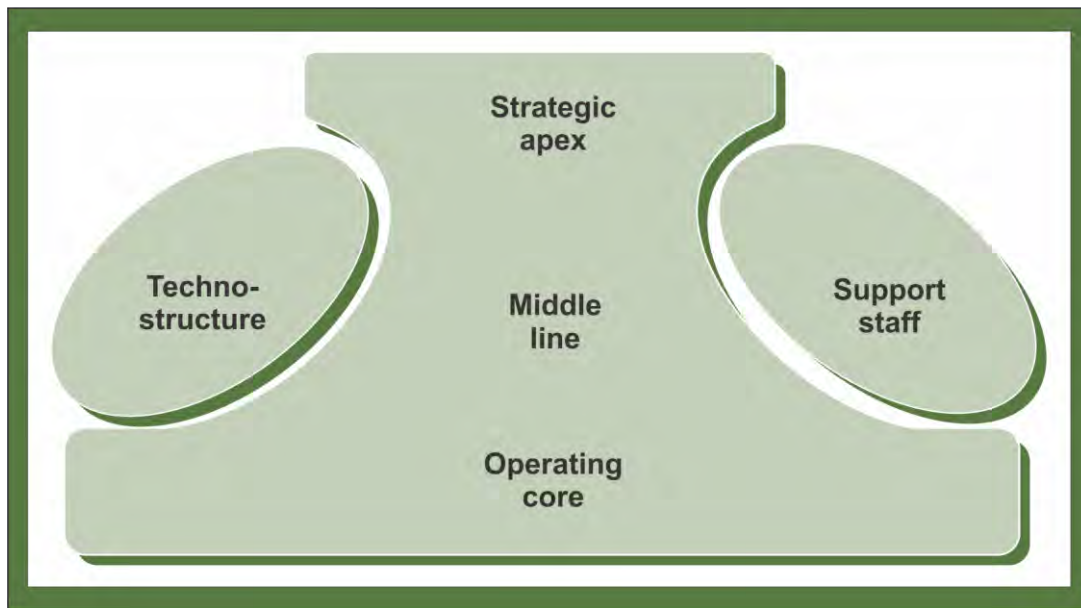 Strategic
apex
Techno-
structure
Middle
line
Support
staff
Operating
core